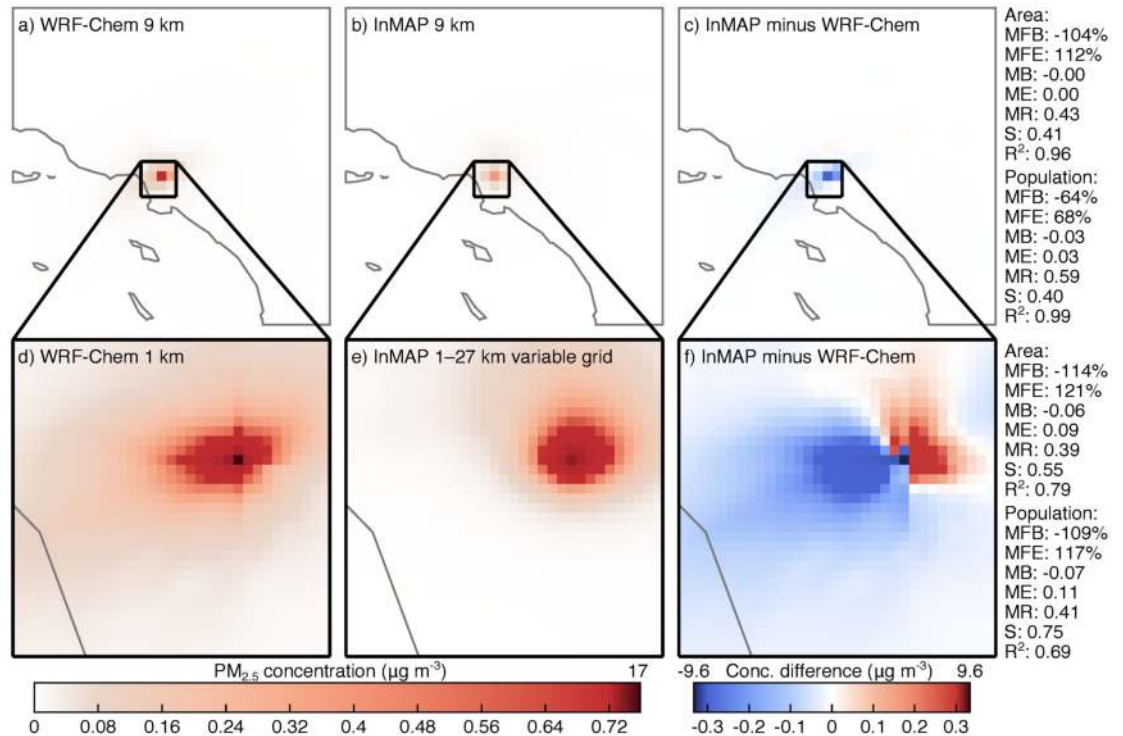 a) WRF-Chem 9 km
b) InMAP 9 km
c) InMAP minus WRF-Chem
Area:
MFB: -104%
MFE: 112%
MB: -0.00
ME: 0.00
MR: 0.43
S: 0.41
R²: 0.96
Population:
MFB: -64%
MFE: 68%
MB: -0.03
ME: 0.03
MR: 0.59
S: 0.40
R²: 0.99
d) WRF-Chem 1 km
e) InMAP 1–27 km variable grid
f) InMAP minus WRF-Chem
Area:
MFB: -114%
MFE: 121%
MB: -0.06
ME: 0.09
MR: 0.39
S: 0.55
R²: 0.79
Population:
MFB: -109%
MFE: 117%
MB: -0.07
ME: 0.11
MR: 0.41
S: 0.75
R²: 0.69
PM₂.₅ concentration (µg m⁻³) 17
0 0.08 0.16 0.24 0.32 0.4 0.48 0.56 0.64 0.72
-9.6 Conc. difference (µg m⁻³) 9.6
-0.3 -0.2 -0.1 0 0.1 0.2 0.3